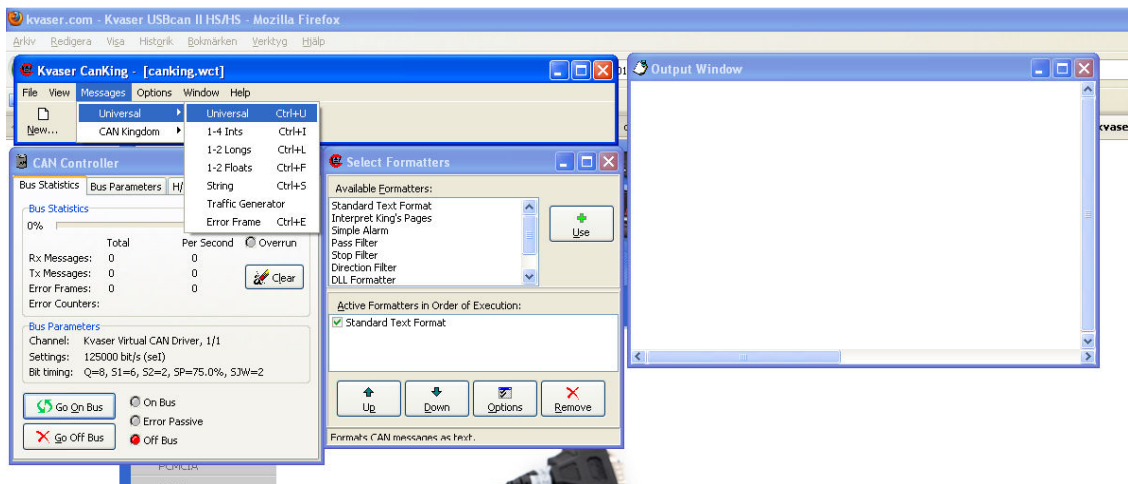 kvaser.com - Kvaser USBcan II HS/HS - Mozilla Firefox
Arkiv Redigera Visa Historik Bokmärken Verktyg Hjälp
Kvaser CanKing - [canking.wct]
File View Messages Options Window Help
New...
Universal
CAN Kingdom
Universal Ctrl+U
1-4 Ints Ctrl+I
1-2 Longs Ctrl+L
1-2 Floats Ctrl+F
String Ctrl+S
Traffic Generator
Error Frame Ctrl+E
Output Window
kvase
CAN Controller
Bus Statistics Bus Parameters H/
Bus Statistics
0%
Total Per Second Overrun
Rx Messages: 0 0
Tx Messages: 0 0
Error Frames: 0 0
Error Counters:
Clear
Bus Parameters
Channel: Kvaser Virtual CAN Driver, 1/1
Settings: 125000 bit/s (sel)
Bit timing: Q=8, S1=6, S2=2, SP=75.0%, SJW=2
Go On Bus
Go Off Bus
On Bus
Error Passive
Off Bus
Select Formatters
Available Formatters:
Standard Text Format
Interpret King's Pages
Simple Alarm
Pass Filter
Stop Filter
Direction Filter
DLL Formatter
Use
Active Formatters in Order of Execution:
Standard Text Format
Up Down Options Remove
Formats CAN messages as text.
PCMCIA